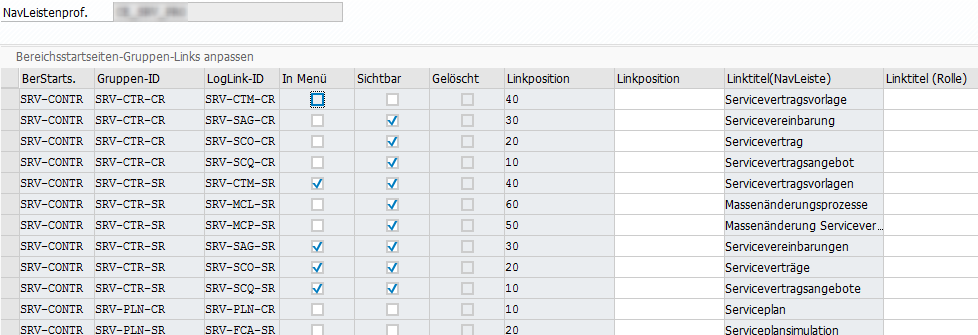 NavLeistenprof.
Bereichsstartseiten-Gruppen-Links anpassen
BerStarts. Gruppen-ID LogLink-ID In Menü Sichtbar Gelöscht Linkposition Linkposition Linktitel(NavLeiste) Linktitel (Rolle)
SRV-CONTR SRV-CTR-CR SRV-CTM-CR 40 Servicevertragsvorlage
SRV-CONTR SRV-CTR-CR SRV-SAG-CR 30 Servicevereinbarung
SRV-CONTR SRV-CTR-CR SRV-SCO-CR 20 Servicevertrag
SRV-CONTR SRV-CTR-CR SRV-SCQ-CR 10 Servicevertragsangebot
SRV-CONTR SRV-CTR-SR SRV-CTM-SR 40 Servicevertragsvorlagen
SRV-CONTR SRV-CTR-SR SRV-MCL-SR 60 Massenänderungsprozesse
SRV-CONTR SRV-CTR-SR SRV-MCP-SR 50 Massenänderung Servicever...
SRV-CONTR SRV-CTR-SR SRV-SAG-SR 30 Servicevereinbarungen
SRV-CONTR SRV-CTR-SR SRV-SCO-SR 20 Serviceverträge
SRV-CONTR SRV-CTR-SR SRV-SCQ-SR 10 Servicevertragsangebote
SRV-CONTR SRV-PLN-CR SRV-PLN-CR 10 Serviceplan
SRV-CONTR SRV-PLN-SR SRV-FCA-SR 20 Serviceplansimulation